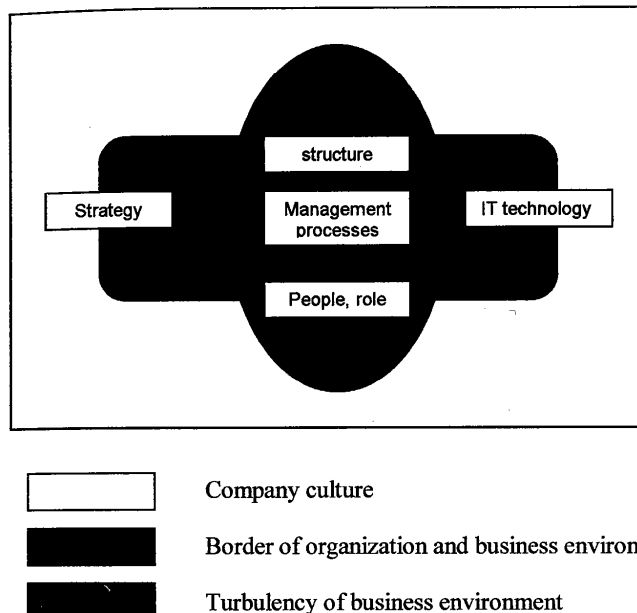 structure
Strategy
Management
processes
IT technology
People, role
Company culture
Border of organization and business environ
Turbulency of business environment